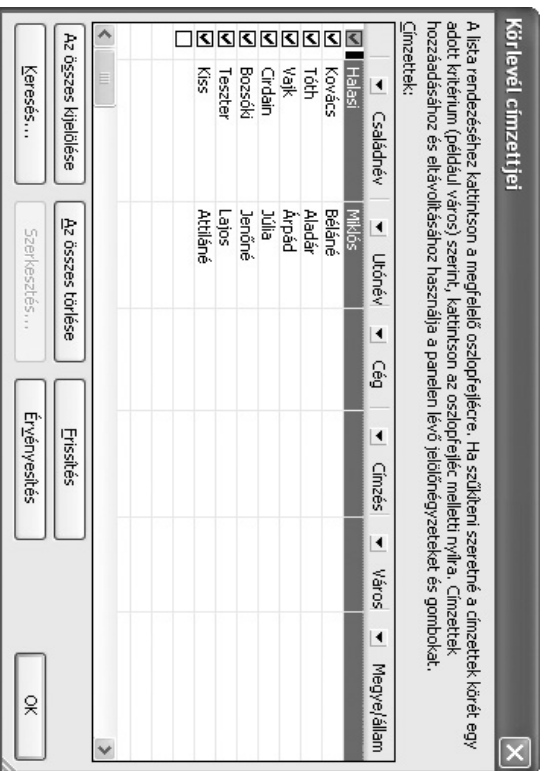 Körlevél címzettjei
A lista rendezéséhez kattintson a megfelelő oszlopfejlécre. Ha szűkíteni szeretné a címzettek körét egy
adott kritérium (például város) szerint, kattintson az oszlopfejléc melletti nyílra. Címzettek
hozzáadásához és eltávolításához használja a panelen lévő jelölőnégyzeteket és gombokat.
Címzettek:
Családnév Utónév Cég Címzés Város Megye/állam
Halasi Miklós
Kovács Béláné
Tóth Aladár
Vajk Árpád
Cirdain Júlia
Bozsóki Jenőné
Teszter Lajos
Kiss Attiláné
Az összes kijelölése Az összes törlése Frissítés
Keresés... Szerkesztés... Érvényesítés OK